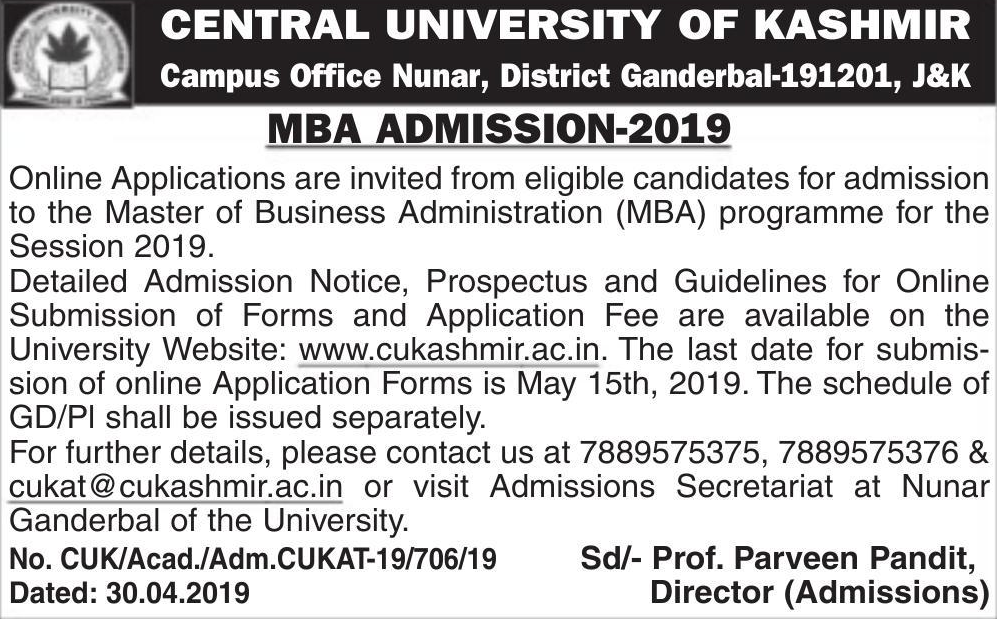 CENTRAL UNIVERSITY OF KASHMIR
Campus Office Nunar, District Ganderbal-191201, J&K
MBA ADMISSION-2019
Online Applications are invited from eligible candidates for admission
to the Master of Business Administration (MBA) programme for the
Session 2019.
Detailed Admission Notice, Prospectus and Guidelines for Online
Submission of Forms and Application Fee are available on the
University Website: www.cukashmir.ac.in. The last date for submis-
sion of online Application Forms is May 15th, 2019. The schedule of
GD/PI shall be issued separately.
For further details, please contact us at 7889575375, 7889575376 &
cukat@cukashmir.ac.in or visit Admissions Secretariat at Nunar
Ganderbal of the University.
No. CUK/Acad./Adm.CUKAT-19/706/19
Sd/- Prof. Parveen Pandit,
Dated: 30.04.2019
Director (Admissions)